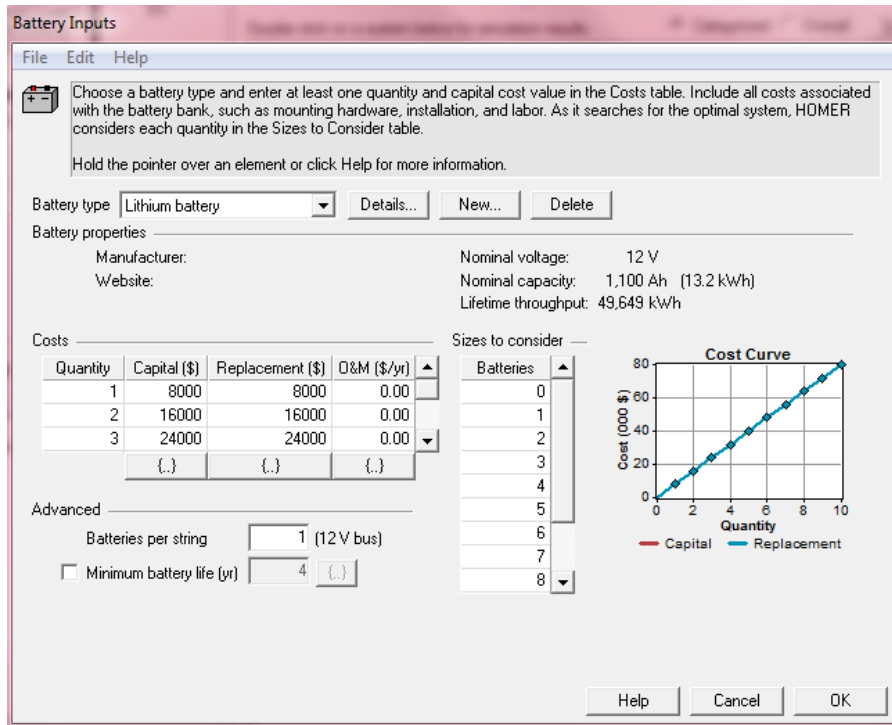 Battery Inputs
File Edit Help
Choose a battery type and enter at least one quantity and capital cost value in the Costs table. Include all costs associated
with the battery bank, such as mounting hardware, installation, and labor. As it searches for the optimal system, HOMER
considers each quantity in the Sizes to Consider table.
Hold the pointer over an element or click Help for more information.
Battery type Lithium battery Details... New... Delete
Battery properties
Manufacturer: Nominal voltage: 12 V
Website: Nominal capacity: 1,100 Ah (13.2 kWh)
Lifetime throughput: 49,649 kWh
Costs
Quantity Capital ($) Replacement ($) O&M ($/yr)
1 8000 8000 0.00
2 16000 16000 0.00
3 24000 24000 0.00
{..} {..} {..}
Advanced
Batteries per string 1 (12 V bus)
Minimum battery life (yr) 4 {..}
Sizes to consider
Batteries
0
1
2
3
4
5
6
7
8
Cost Curve
80
60
40
20
0
Cost (000 $)
0 2 4 6 8 10
Quantity
Capital Replacement
Help Cancel OK